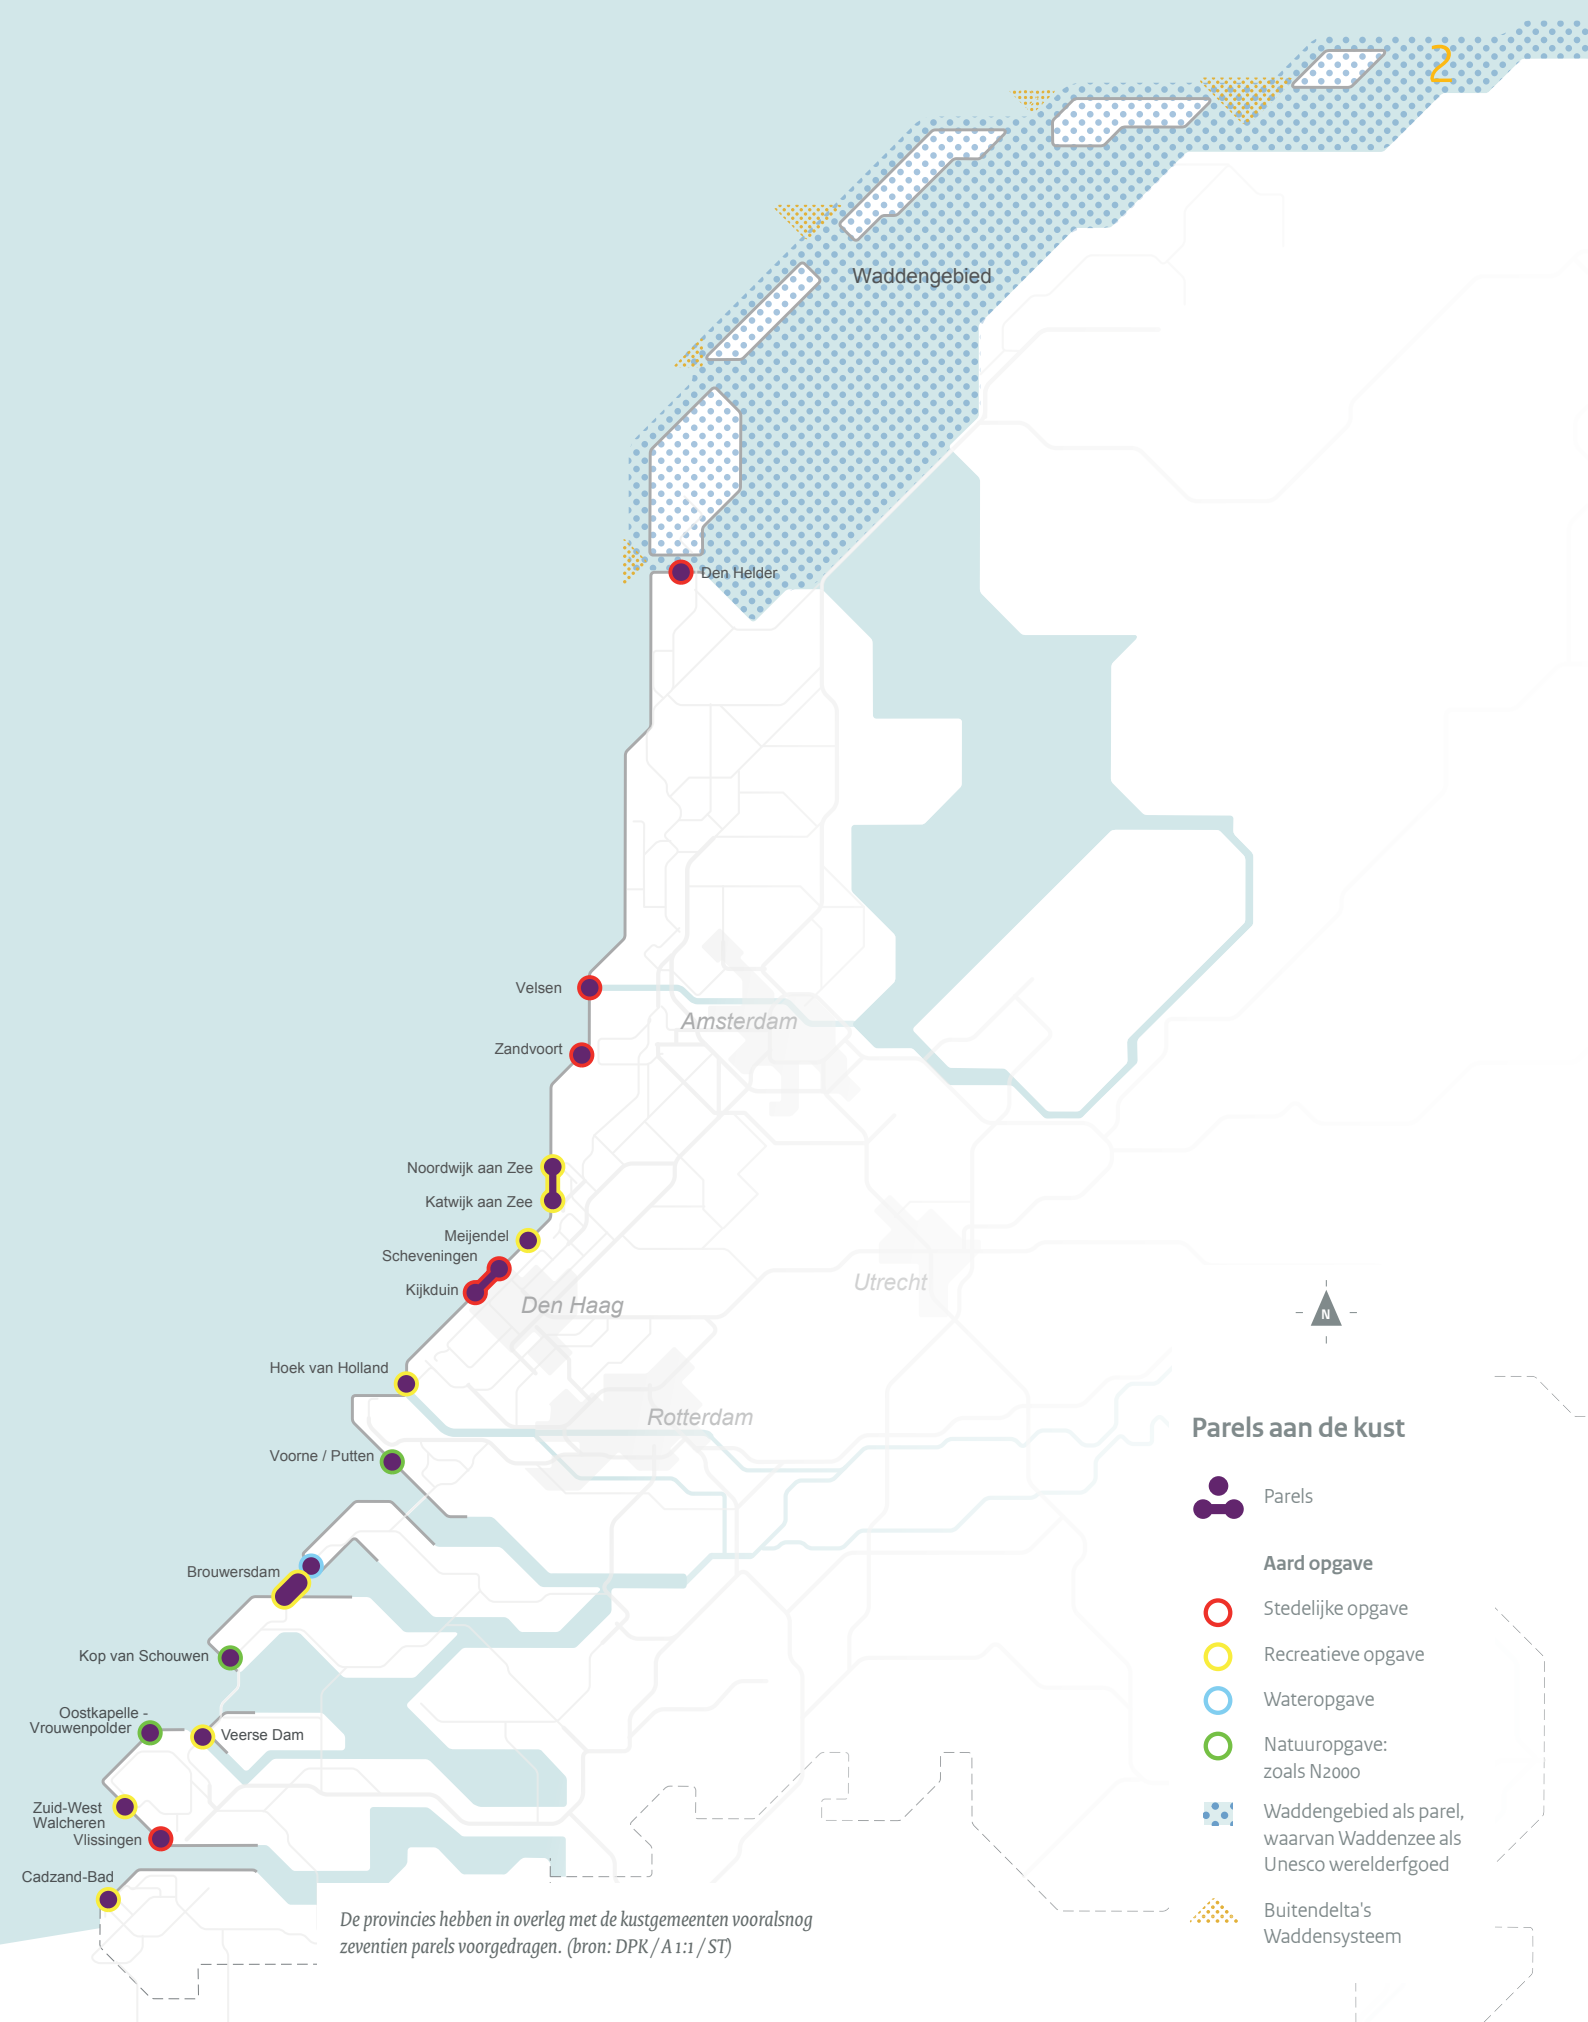 2
Waddengebied
Den Helder
Velsen
Amsterdam
Zandvoort
Noordwijk aan Zee
Katwijk aan Zee
Meijendel
Scheveningen
Kijkduin
Den Haag
Utrecht
N
Hoek van Holland
Rotterdam
Voorne / Putten
Brouwersdam
Kop van Schouwen
Oostkapelle -
Vrouwenpolder
Veerse Dam
Zuid-West
Walcheren
Vlissingen
Cadzand-Bad
Parels aan de kust
Parels
Aard opgave
Stedelijke opgave
Recreatieve opgave
Wateropgave
Natuuropgave:
zoals N2000
Waddengebied als parel,
waarvan Waddenzee als
Unesco werelderfgoed
Buitendelta's
Waddensysteem
De provincies hebben in overleg met de kustgemeenten vooralsnog
zeventien parels voorgedragen. (bron: DPK / A 1:1 / ST)